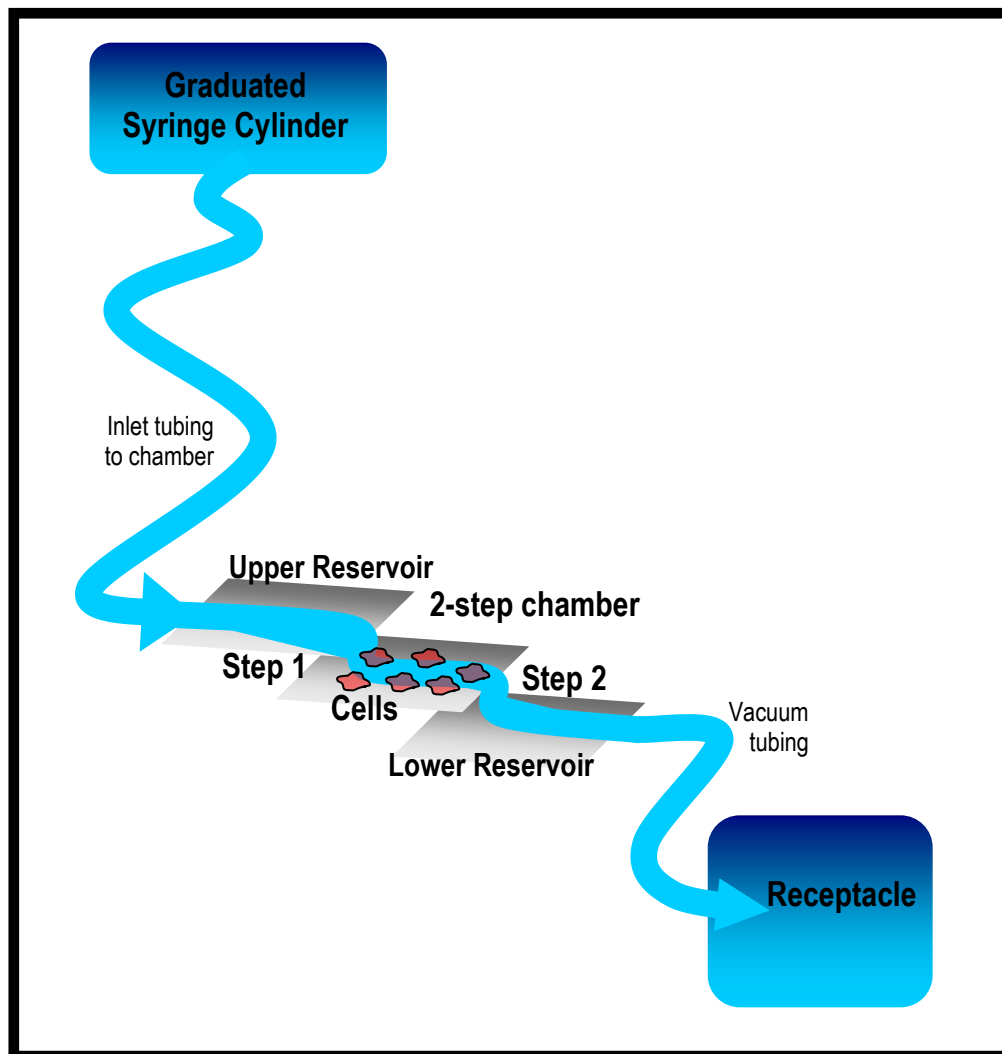 Graduated
Syringe Cylinder
Inlet tubing
to chamber
Upper Reservoir
2-step chamber
Step 1
Step 2
Cells
Vacuum
tubing
Lower Reservoir
Receptacle